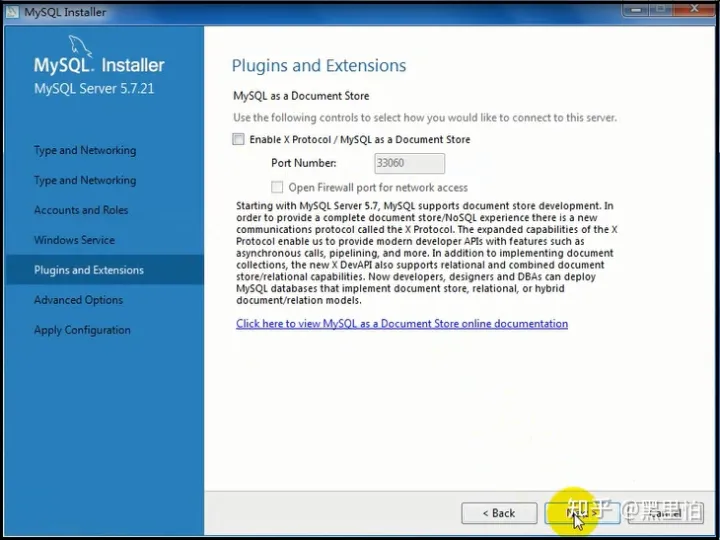 MySQL Installer
MySQL. Installer
MySQL Server 5.7.21
Type and Networking
Type and Networking
Accounts and Roles
Windows Service
Plugins and Extensions
Advanced Options
Apply Configuration
Plugins and Extensions
MySQL as a Document Store
Use the following controls to select how you would like to connect to this server.
Enable X Protocol / MySQL as a Document Store
Port Number: 33060
Open Firewall port for network access
Starting with MySQL Server 5.7, MySQL supports document store development. In
order to provide a complete document store/NoSQL experience there is a new
communications protocol called the X Protocol. The expanded capabilities of the X
Protocol enable us to provide modern developer APIs with features such as
asynchronous calls, pipelining, and more. In addition to implementing document
collections, the new X DevAPI also supports relational and combined document
store/relational capabilities. Now developers, designers and DBAs can deploy
MySQL databases that implement document store, relational, or hybrid
document/relation models.
Click here to view MySQL as a Document Store online documentation
< Back
Next >
Cancel
知乎 @黑里怕